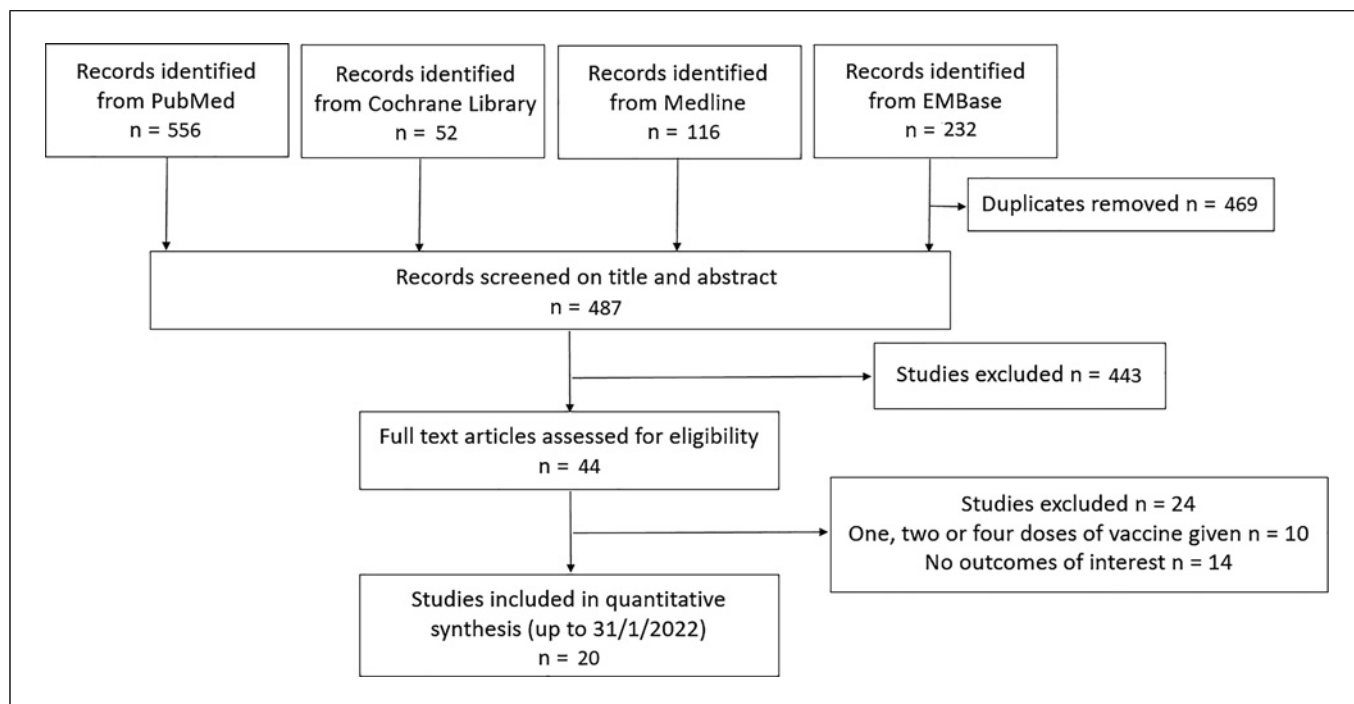 Records identified
from PubMed
n = 556
Records identified
from Cochrane Library
n = 52
Records identified
from Medline
n = 116
Records identified
from EMBase
n = 232
Duplicates removed n = 469
Records screened on title and abstract
n = 487
Studies excluded n = 443
Full text articles assessed for eligibility
n = 44
Studies excluded n = 24
One, two or four doses of vaccine given n = 10
No outcomes of interest n = 14
Studies included in quantitative
synthesis (up to 31/1/2022)
n = 20